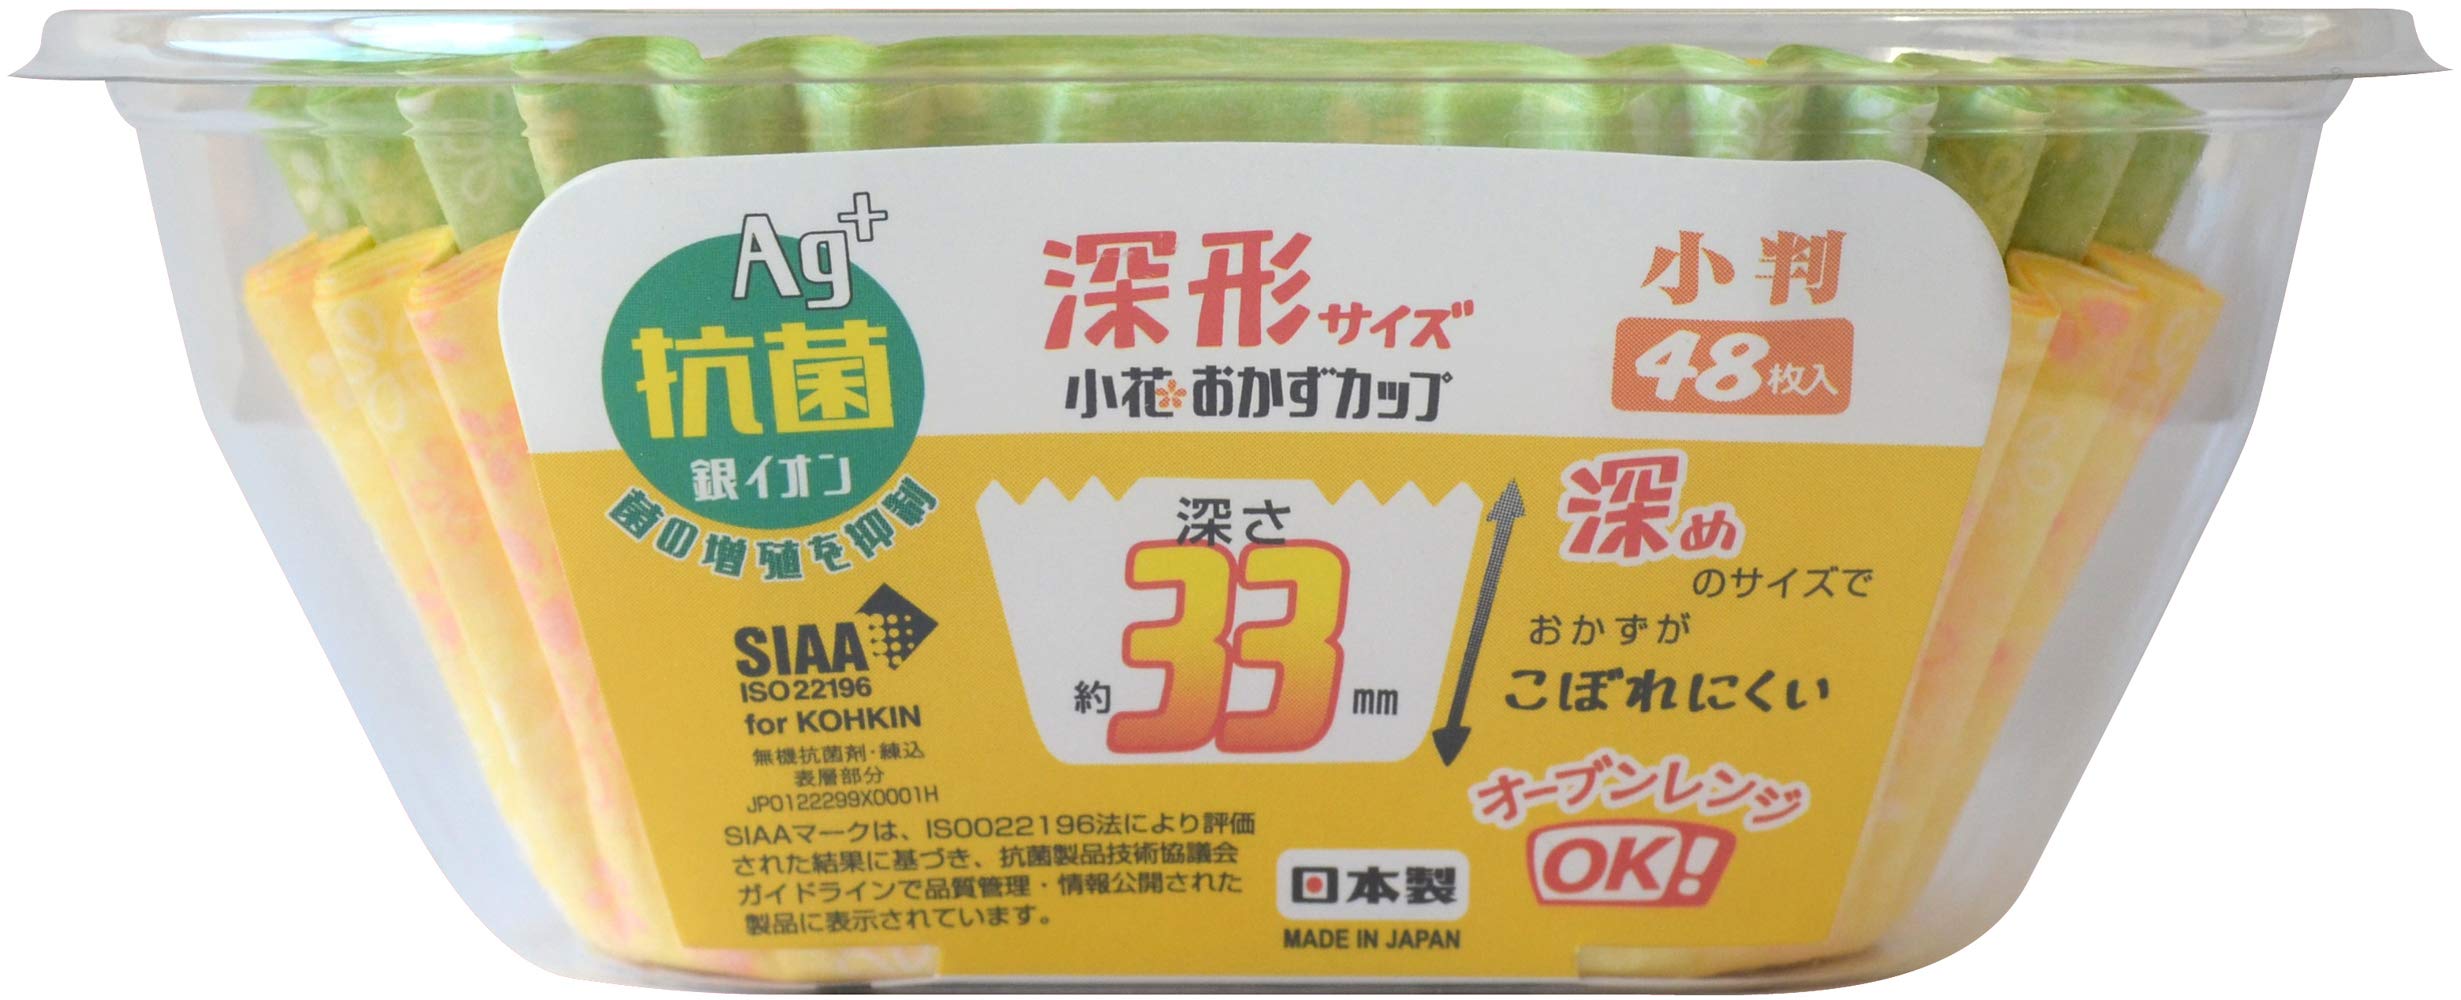 Ag+
抗菌
銀イオン
菌の増殖を抑制
SIAA
ISO 22196
for KOHKIN
無機抗菌剤・練込
表層部分
JP0122299X0001H
SIAAマークは、ISO022196法により評価
された結果に基づき、抗菌製品技術協議会
ガイドラインで品質管理・情報公開された
製品に表示されています。
深形サイズ
小花おかずカップ
小判
48枚入
深さ
約33mm
深め
のサイズで
おかずが
こぼれにくい
オーブンレンジ
OK!
日本製
MADE IN JAPAN